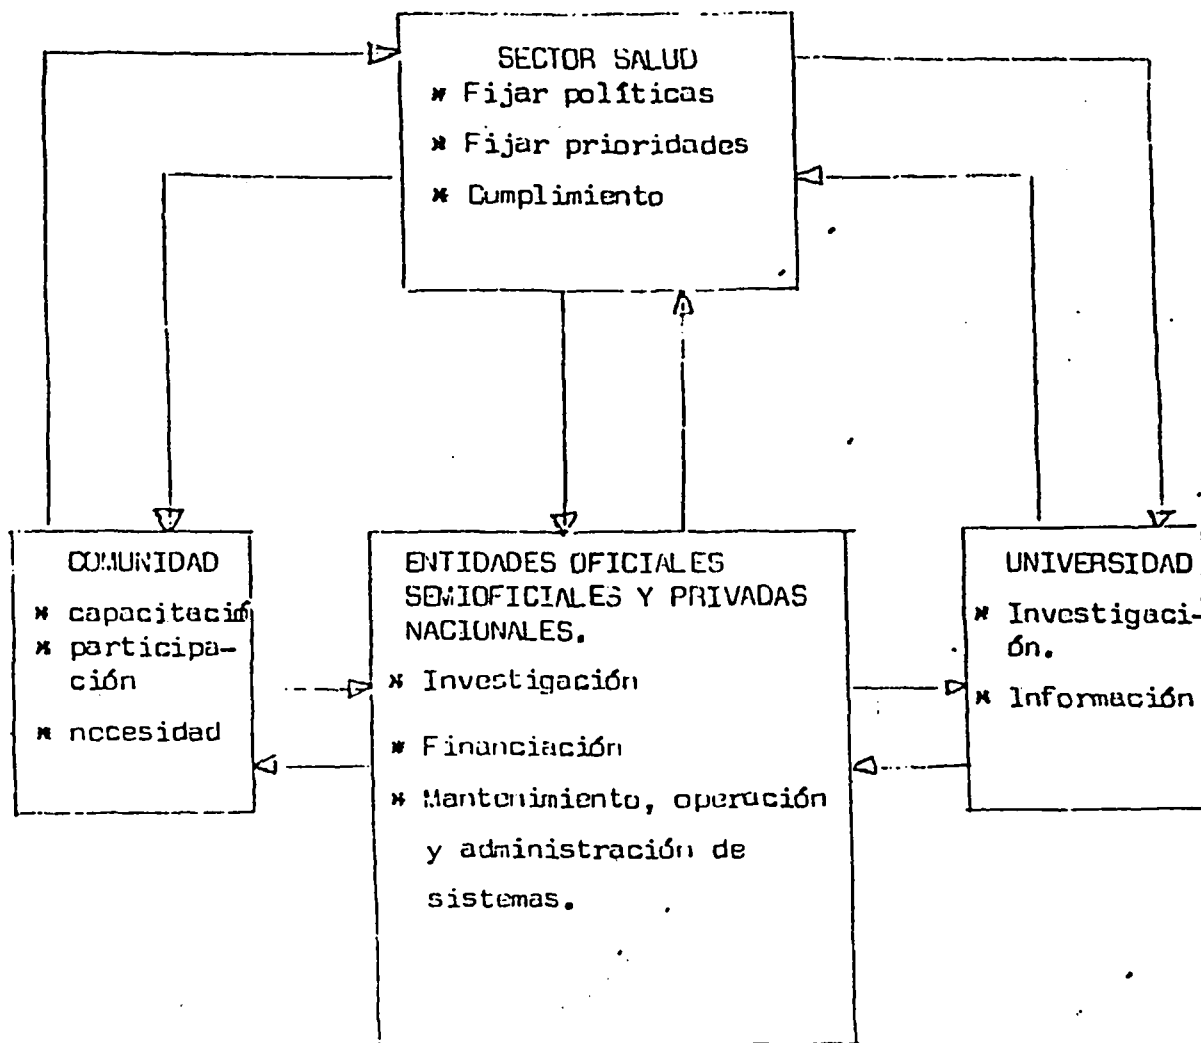 SECTOR SALUD
* Fijar políticas
* Fijar prioridades
* Cumplimiento
COMUNIDAD
* capacitació
* participa-
ción
* necesidad
ENTIDADES OFICIALES
SEMIOFICIALES Y PRIVADAS
NACIONALES.
* Investigación
* Financiación
* Mantenimiento, operación
y administración de
sistemas.
UNIVERSIDAD
* Investigaci-
ón.
* Información